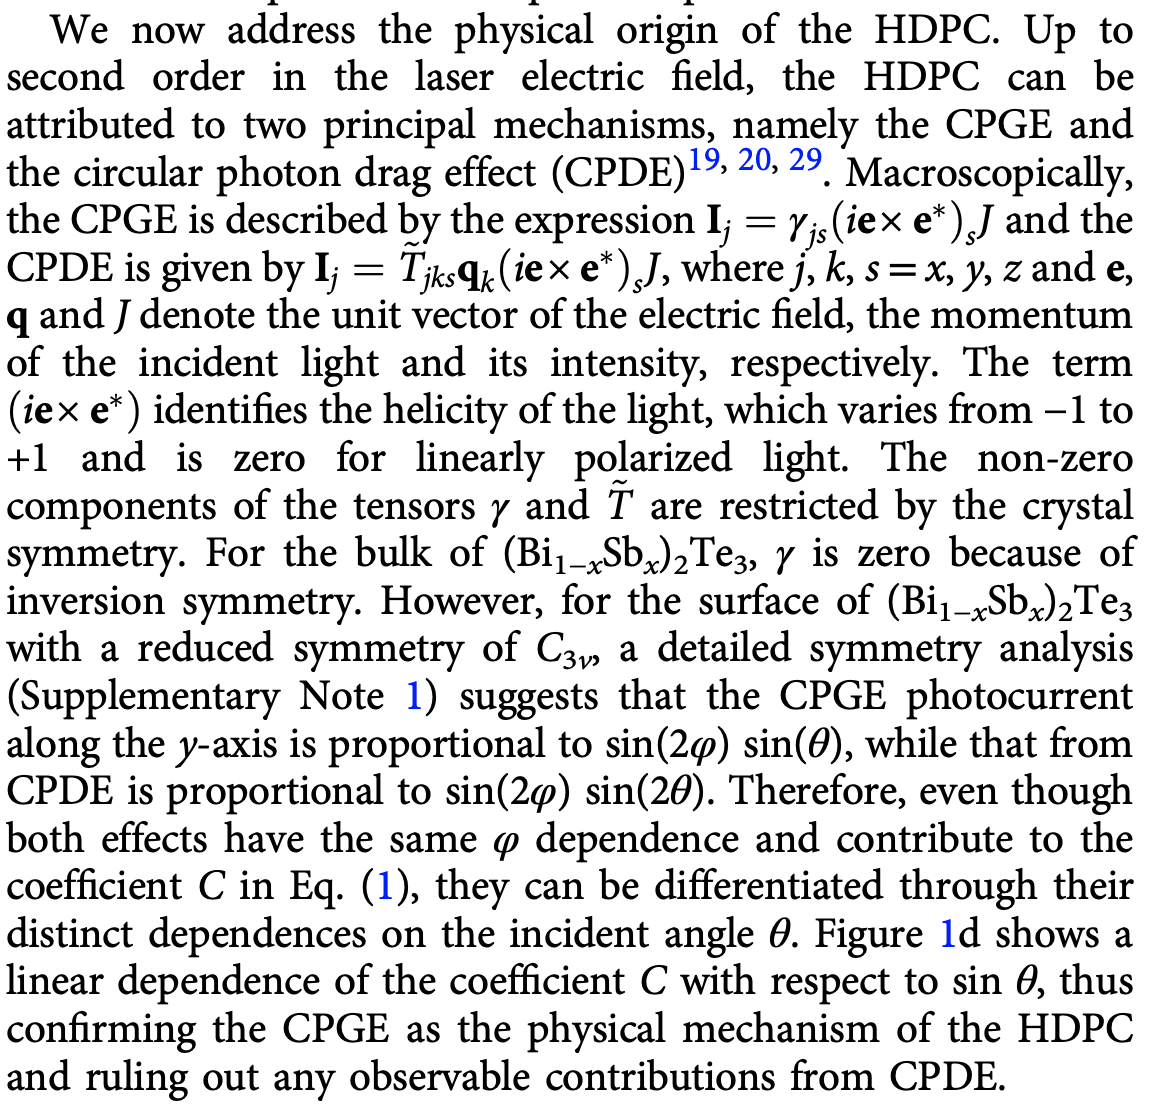 We now address the physical origin of the HDPC. Up to
second order in the laser electric field, the HDPC can be
attributed to two principal mechanisms, namely the CPGE and
the circular photon drag effect (CPDE)19, 20, 29. Macroscopically,
the CPGE is described by the expression Iⱼ = γⱼₛ(ie× e*)ₛJ and the
CPDE is given by Iⱼ = T̃ⱼₖₛqₖ(ie× e*)ₛJ, where j, k, s = x, y, z and e,
q and J denote the unit vector of the electric field, the momentum
of the incident light and its intensity, respectively. The term
(ie× e*) identifies the helicity of the light, which varies from −1 to
+1 and is zero for linearly polarized light. The non-zero
components of the tensors γ and T̃ are restricted by the crystal
symmetry. For the bulk of (Bi₁₋ₓSbₓ)₂Te₃, γ is zero because of
inversion symmetry. However, for the surface of (Bi₁₋ₓSbₓ)₂Te₃
with a reduced symmetry of C₃ᵥ, a detailed symmetry analysis
(Supplementary Note 1) suggests that the CPGE photocurrent
along the y-axis is proportional to sin(2φ) sin(θ), while that from
CPDE is proportional to sin(2φ) sin(2θ). Therefore, even though
both effects have the same φ dependence and contribute to the
coefficient C in Eq. (1), they can be differentiated through their
distinct dependences on the incident angle θ. Figure 1d shows a
linear dependence of the coefficient C with respect to sin θ, thus
confirming the CPGE as the physical mechanism of the HDPC
and ruling out any observable contributions from CPDE.